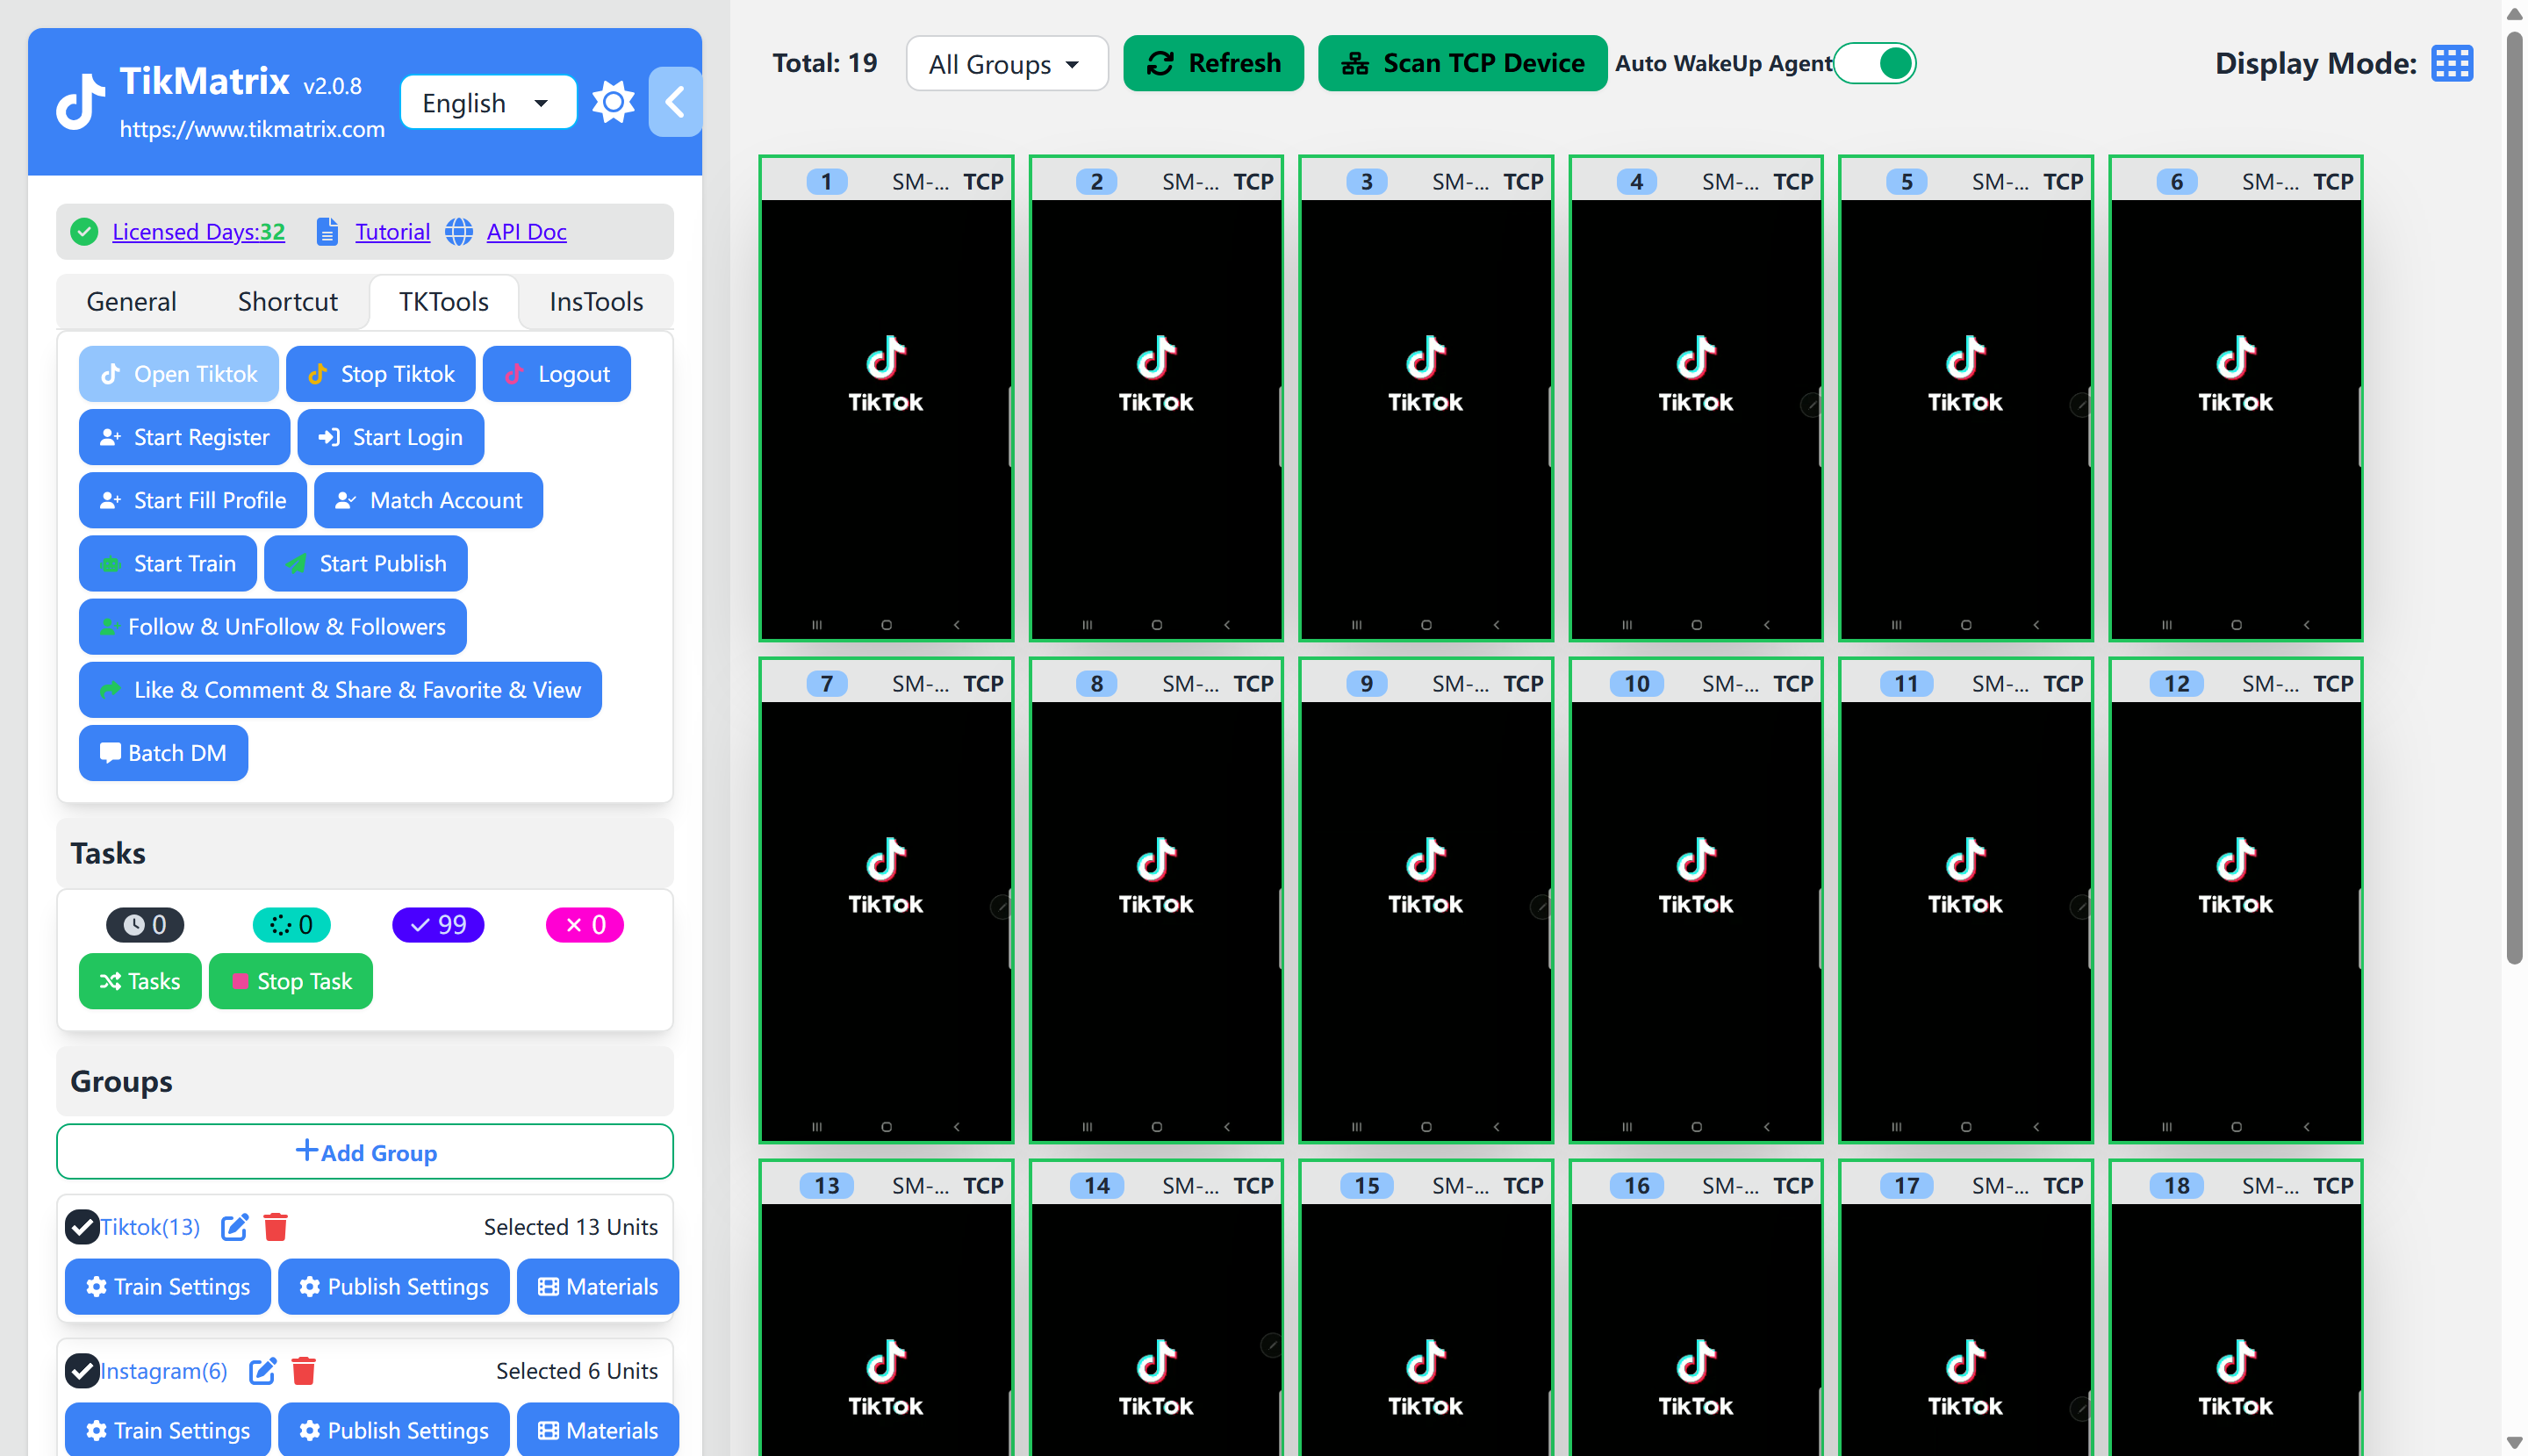 TikMatrix v2.0.8
https://www.tikmatrix.com
English
Licensed Days:32 Tutorial API Doc
General Shortcut TKTools InsTools
Open Tiktok Stop Tiktok Logout
Start Register Start Login
Start Fill Profile Match Account
Start Train Start Publish
Follow & UnFollow & Followers
Like & Comment & Share & Favorite & View
Batch DM
Tasks
0 0 99 0
Tasks Stop Task
Groups
Add Group
Tiktok(13) Selected 13 Units
Train Settings Publish Settings Materials
Instagram(6) Selected 6 Units
Train Settings Publish Settings Materials
Total: 19 All Groups Refresh Scan TCP Device Auto WakeUp Agent Display Mode:
1 SM-... TCP 2 SM-... TCP 3 SM-... TCP 4 SM-... TCP 5 SM-... TCP 6 SM-... TCP
TikTok TikTok TikTok TikTok TikTok TikTok
7 SM-... TCP 8 SM-... TCP 9 SM-... TCP 10 SM-... TCP 11 SM-... TCP 12 SM-... TCP
TikTok TikTok TikTok TikTok TikTok TikTok
13 SM-... TCP 14 SM-... TCP 15 SM-... TCP 16 SM-... TCP 17 SM-... TCP 18 SM-... TCP
TikTok TikTok TikTok TikTok TikTok TikTok